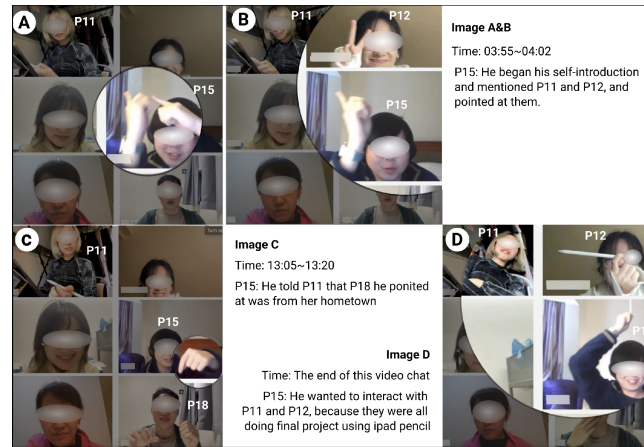 A
P11
P15
B
P11
P12
P15
Image A&B
Time: 03:55~04:02
P15: He began his self-introduction
and mentioned P11 and P12, and
pointed at them.
C
P11
P15
P18
Image C
Time: 13:05~13:20
P15: He told P11 that P18 he ponited
at was from her hometown
Image D
Time: The end of this video chat
P15: He wanted to interact with
P11 and P12, because they were all
doing final project using ipad pencil
D
P11
P12